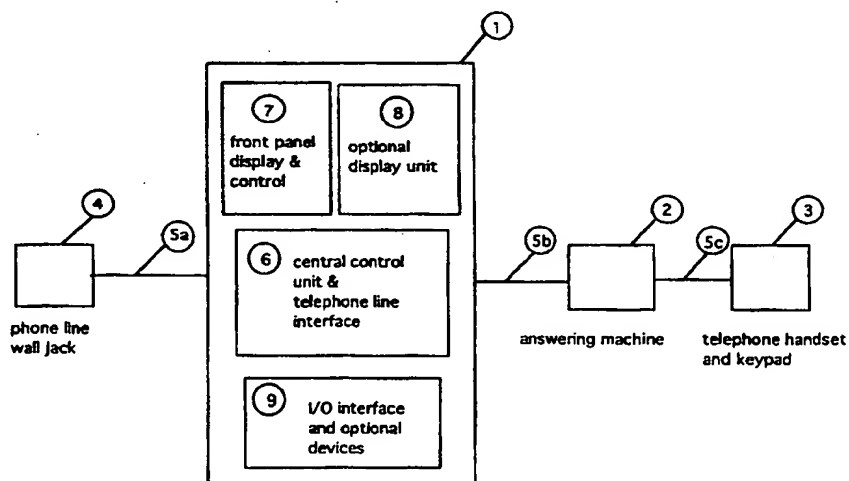 1
7
front panel
display &
control
8
optional
display unit
4
5a
phone line
wall jack
6
central control
unit &
telephone line
interface
5b
2
answering machine
5c
3
telephone handset
and keypad
9
I/O interface
and optional
devices